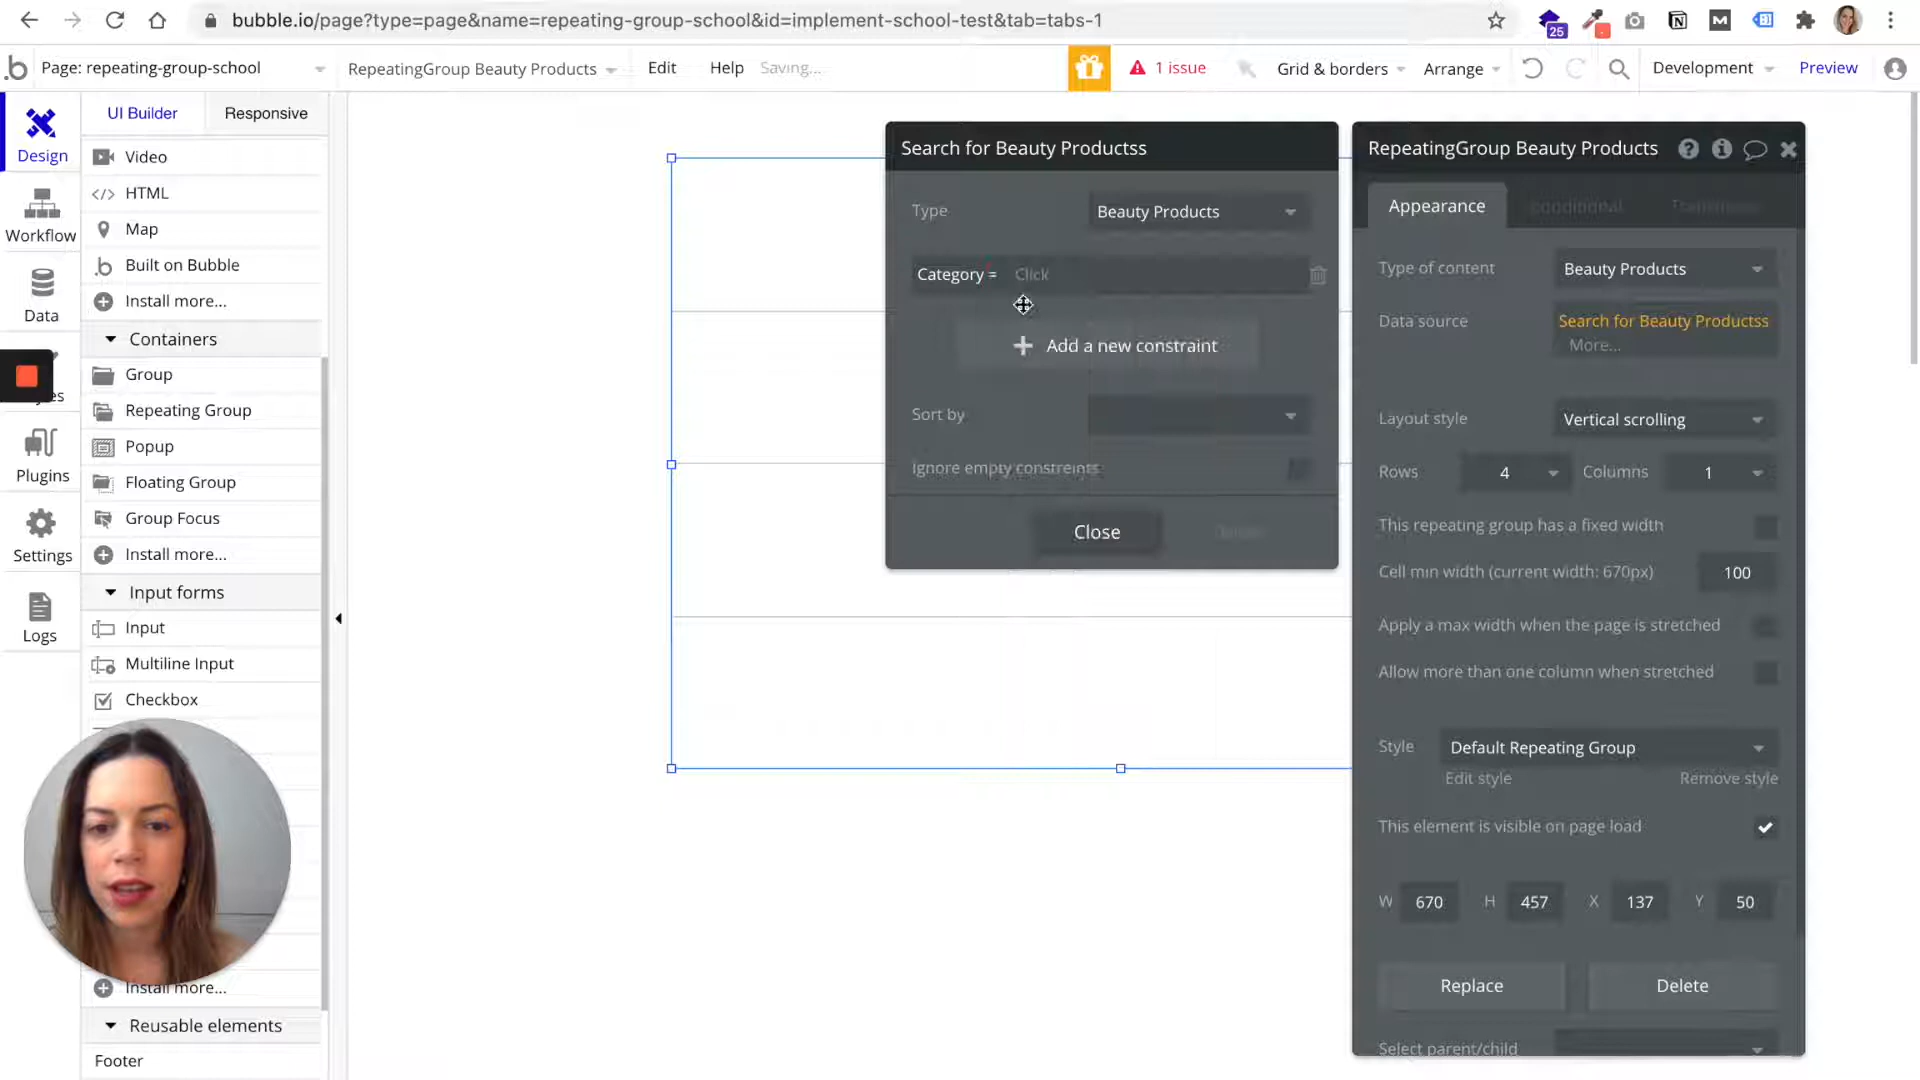 bubble.io/page?type=page&name=repeating-group-school&id=implement-school-test&tab=tabs-1
25
Page: repeating-group-school
RepeatingGroup Beauty Products
Edit
Help
Saving...
1 issue
Grid & borders
Arrange
Development
Preview
Design
Workflow
Data
Plugins
Settings
Logs
UI Builder
Responsive
Video
</> HTML
Map
Built on Bubble
Install more...
Containers
Group
Repeating Group
Popup
Floating Group
Group Focus
Install more...
Input forms
Input
Multiline Input
Checkbox
Install more...
Reusable elements
Footer
Search for Beauty Productss
Type
Beauty Products
Category =
Click
Add a new constraint
Sort by
Ignore empty constraints
Close
RepeatingGroup Beauty Products
Appearance
Conditional
Type of content
Beauty Products
Data source
Search for Beauty Productss
More...
Layout style
Vertical scrolling
Rows
4
Columns
1
This repeating group has a fixed width
Cell min width (current width: 670px)
100
Apply a max width when the page is stretched
Allow more than one column when stretched
Style
Default Repeating Group
Edit style
Remove style
This element is visible on page load
W 670 H 457 X 137 Y 50
Replace
Delete
Select parent/child